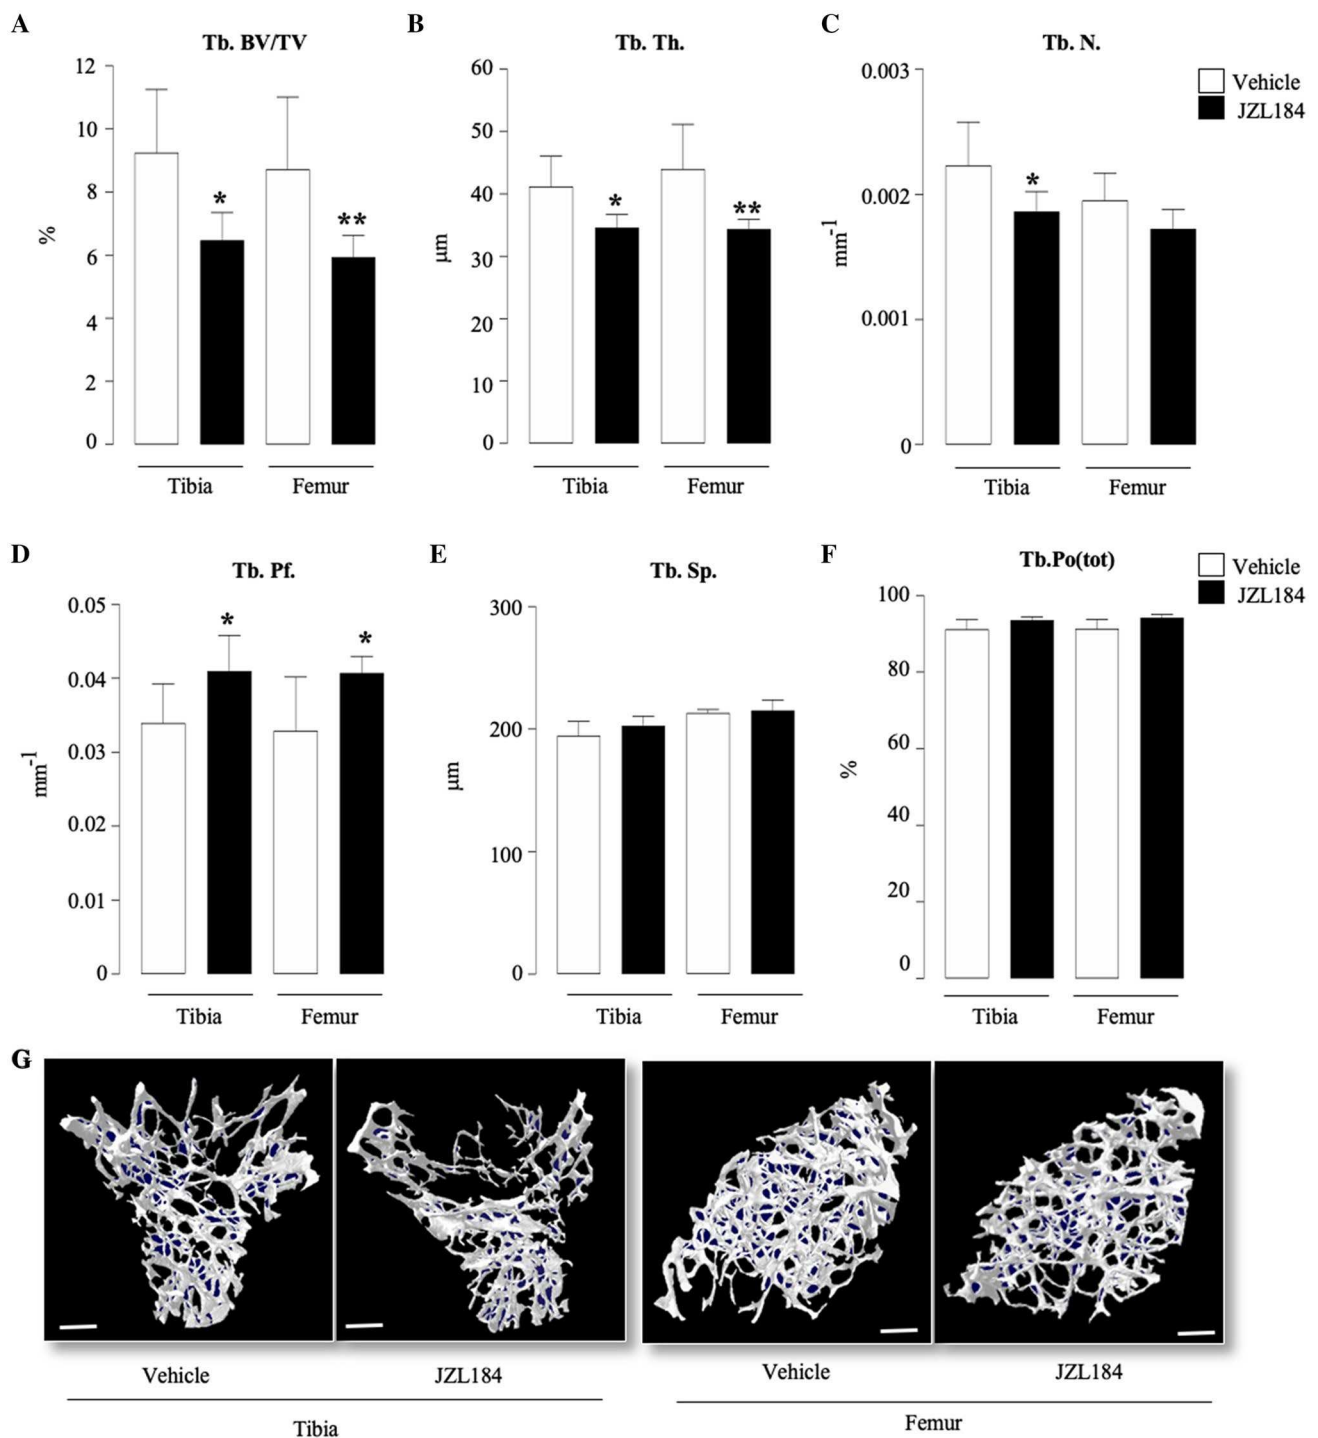 A
Tb. BV/TV
12
10
8
6
4
2
0
%
*
**
Tibia
Femur
B
Tb. Th.
60
50
40
30
20
10
0
µm
*
**
Tibia
Femur
C
Tb. N.
0.003
0.002
0.001
0
mm-1
*
Tibia
Femur
Vehicle
JZL184
D
Tb. Pf.
0.05
0.04
0.03
0.02
0.01
0
mm-1
*
*
Tibia
Femur
E
Tb. Sp.
300
200
100
0
µm
Tibia
Femur
F
Tb.Po(tot)
100
80
60
40
20
0
%
Tibia
Femur
Vehicle
JZL184
G
Vehicle
JZL184
Vehicle
JZL184
Tibia
Femur